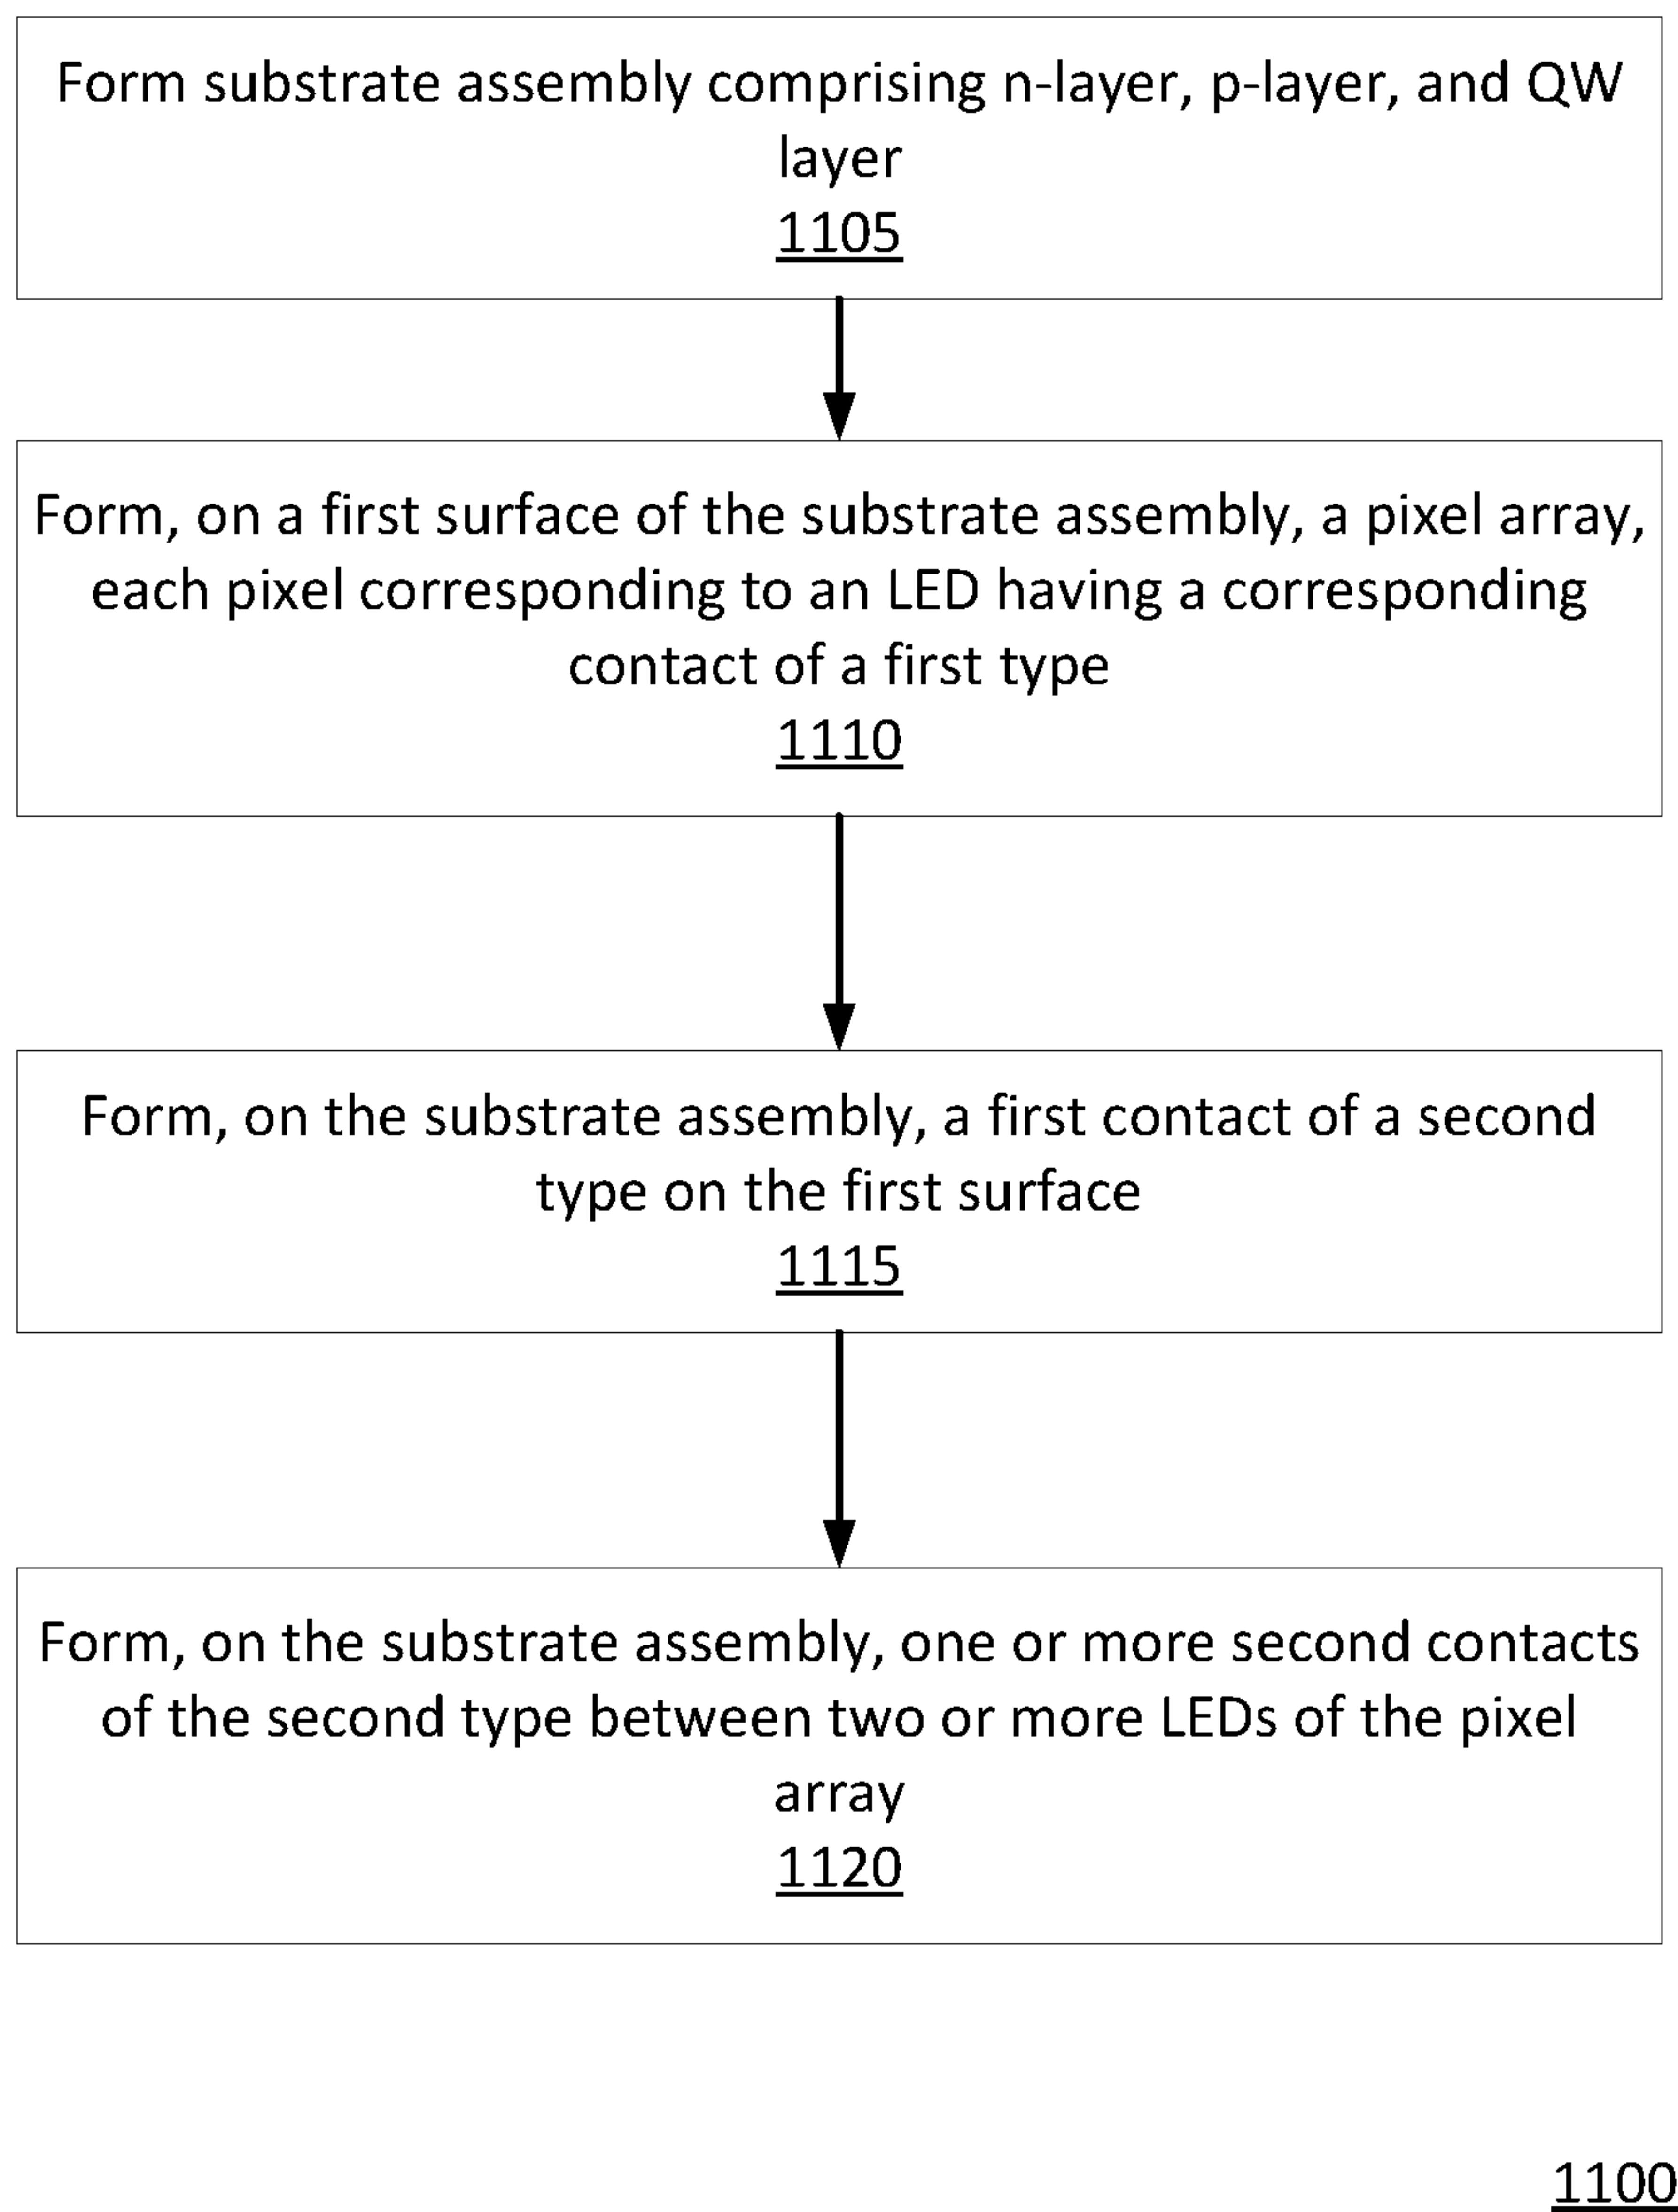 Form substrate assembly comprising n-layer, p-layer, and QW
layer
1105
Form, on a first surface of the substrate assembly, a pixel array,
each pixel corresponding to an LED having a corresponding
contact of a first type
1110
Form, on the substrate assembly, a first contact of a second
type on the first surface
1115
Form, on the substrate assembly, one or more second contacts
of the second type between two or more LEDs of the pixel
array
1120
1100